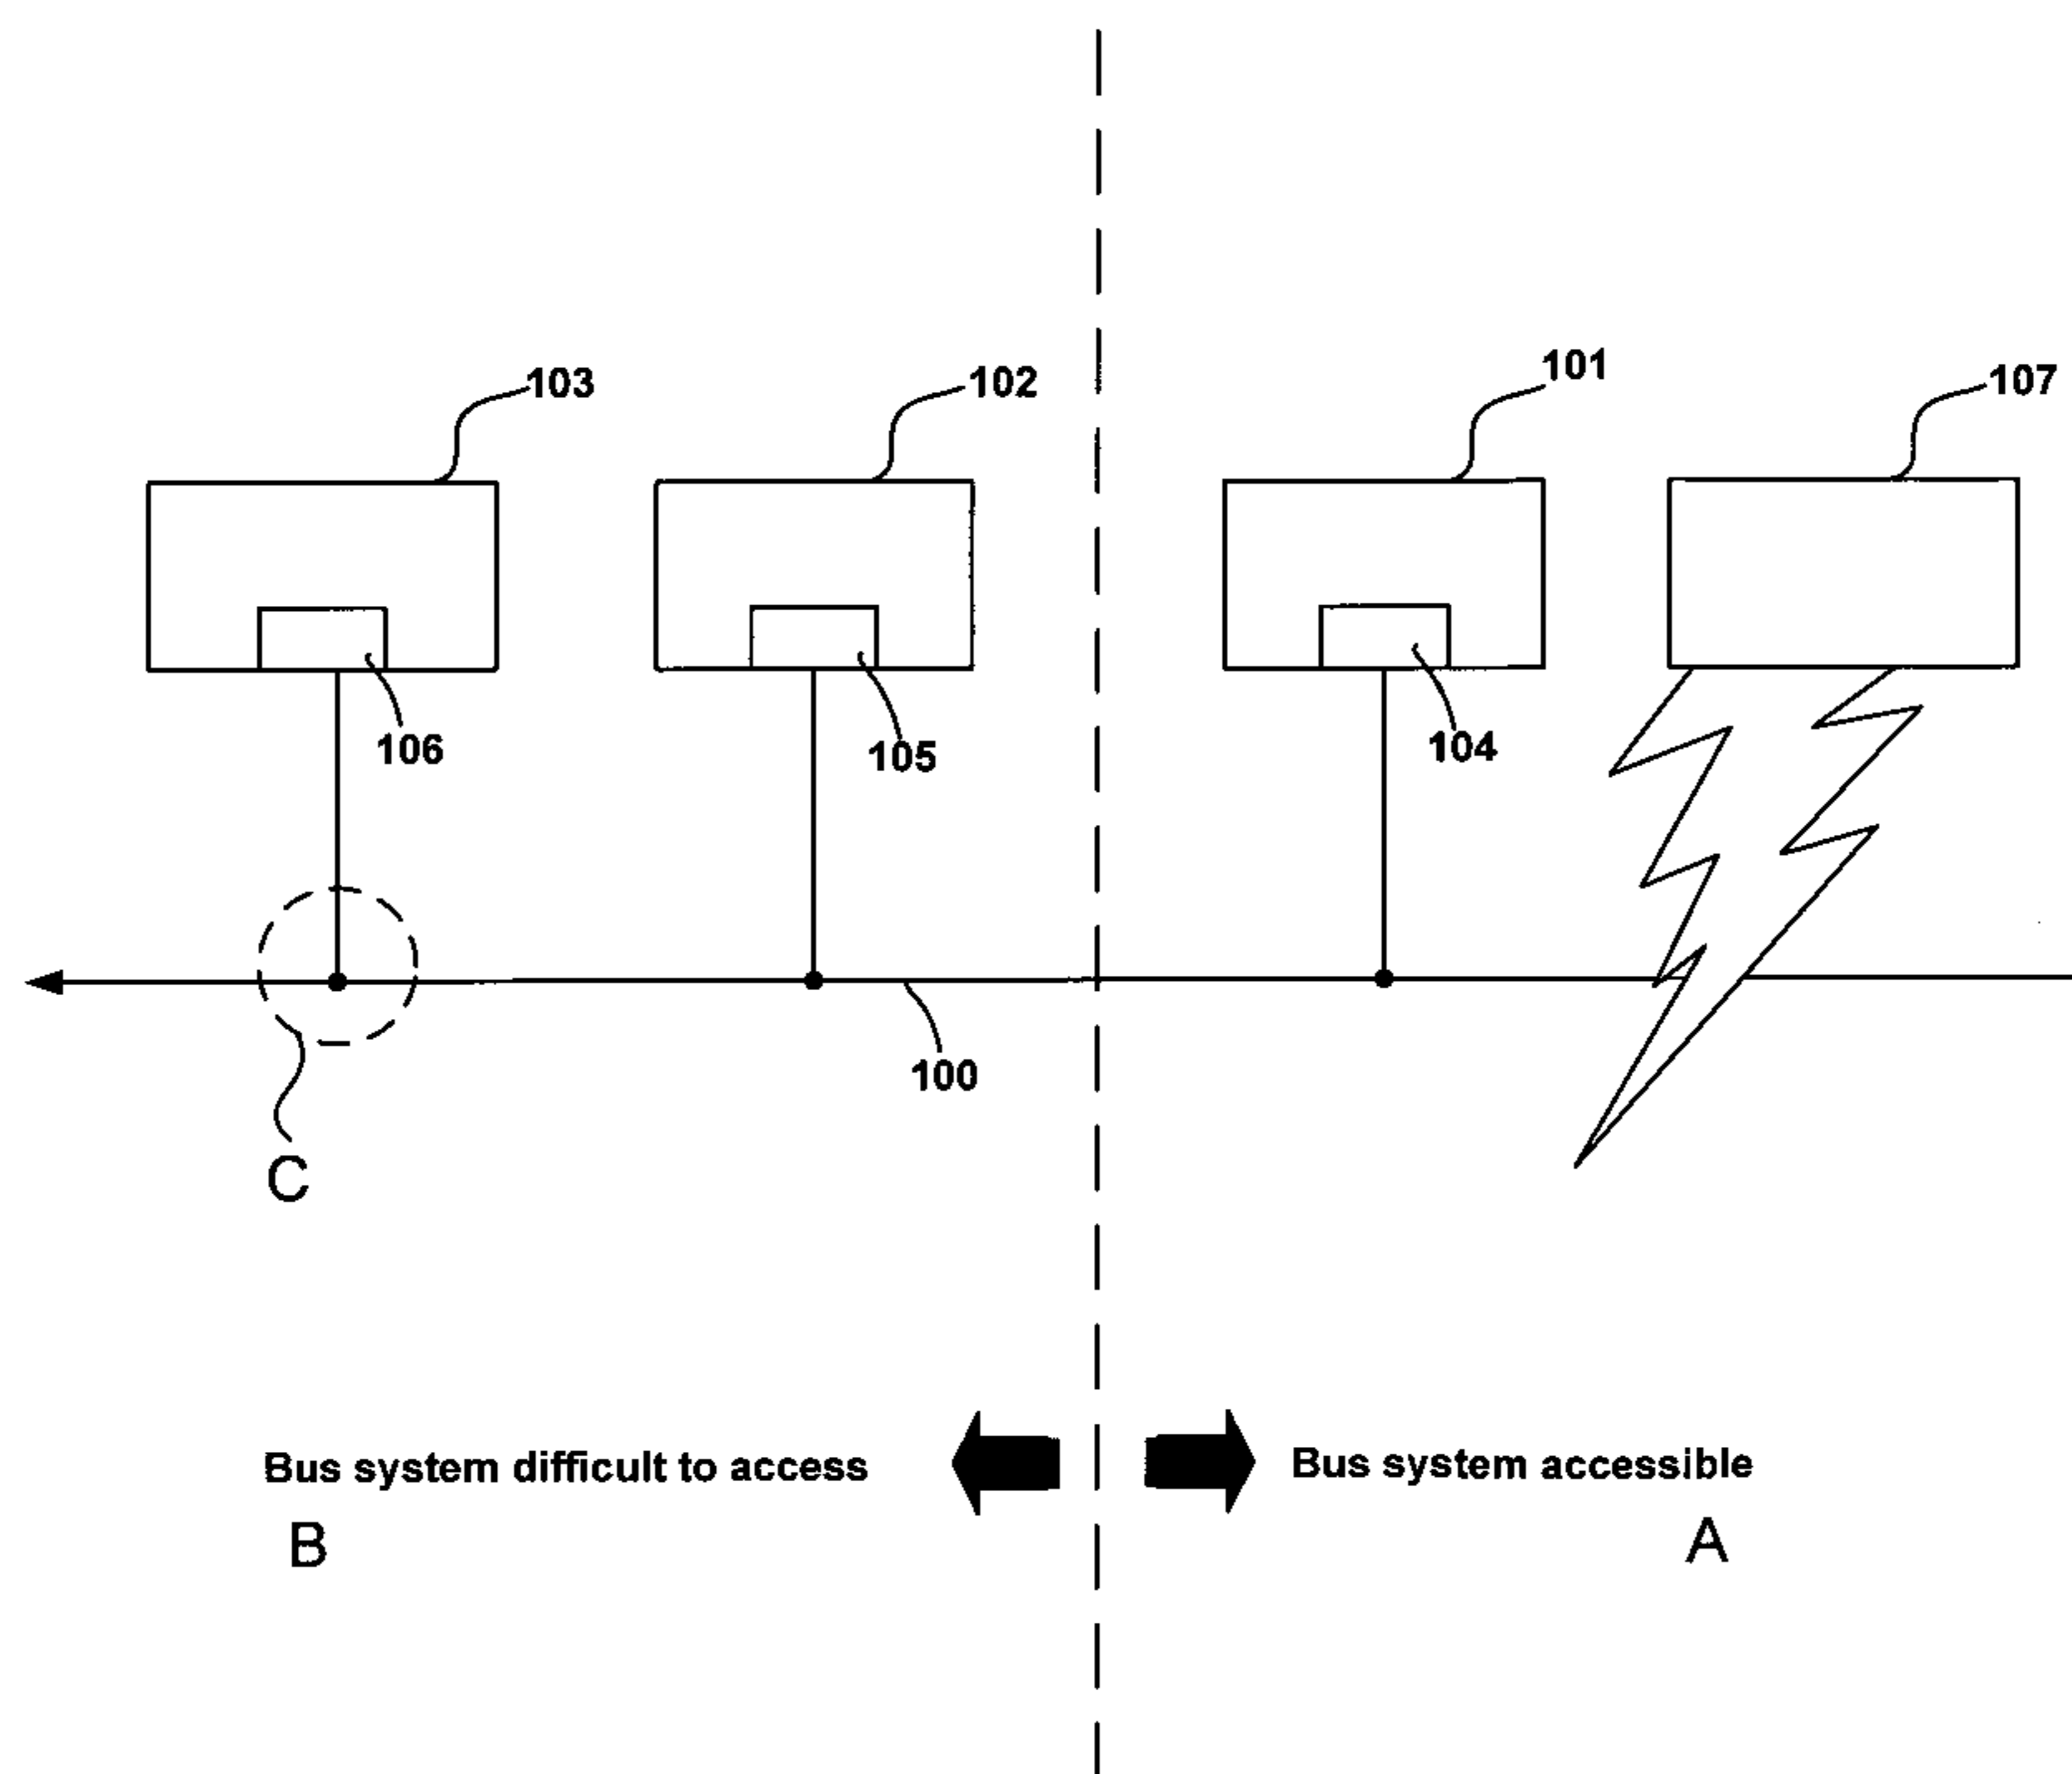 101
103
102
107
106
105
104
100
C
Bus system difficult to access
Bus system accessible
B
A